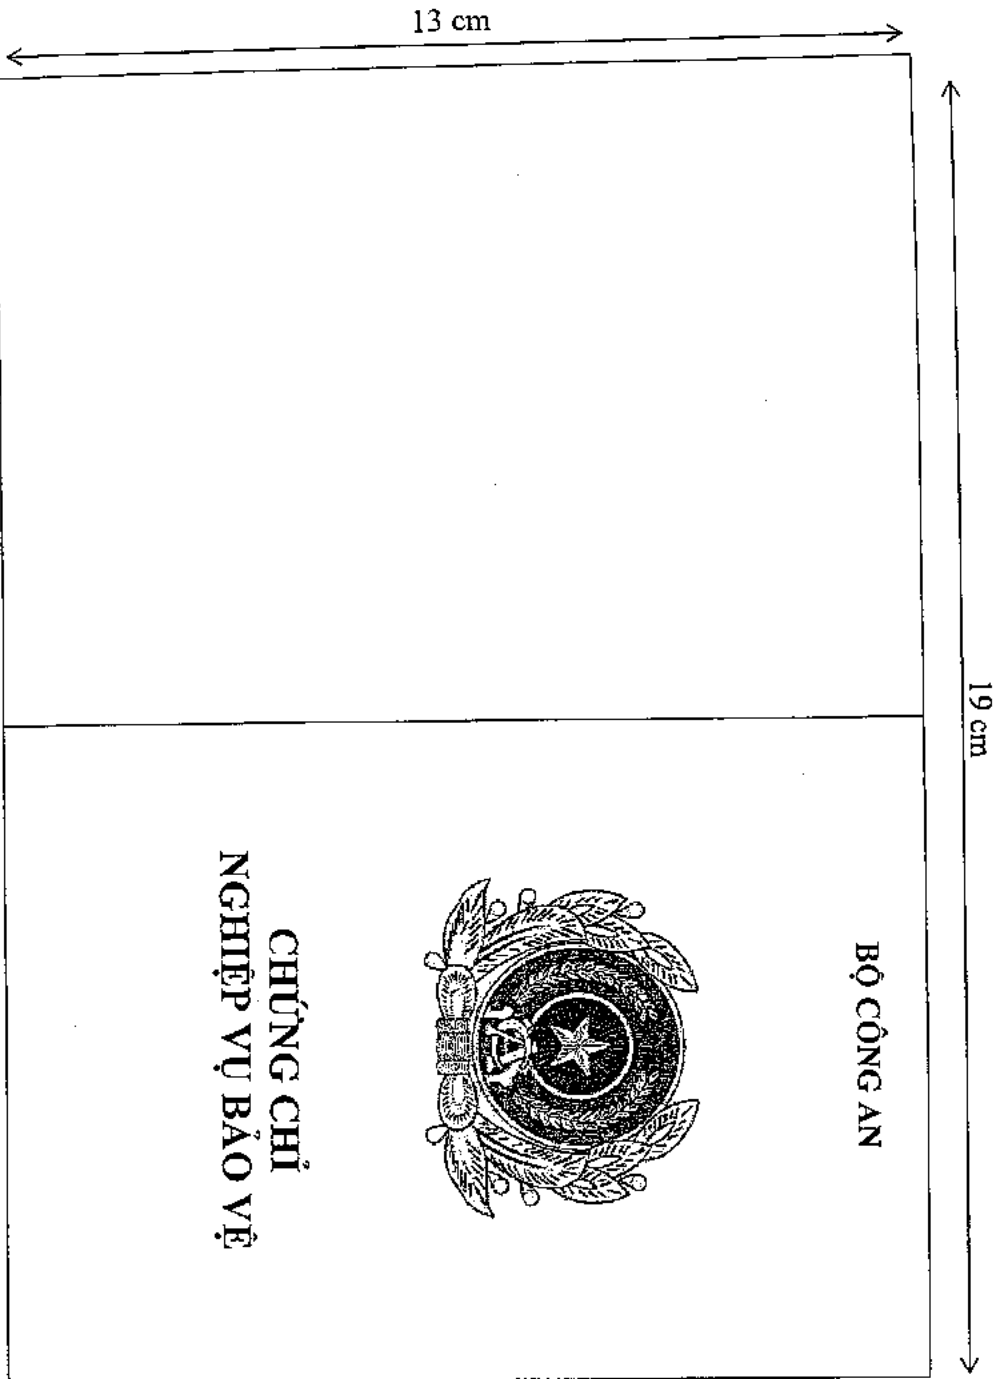 13 cm
19 cm
BỘ CÔNG AN
CHỨNG CHỈ
NGHIỆP VỤ BẢO VỆ